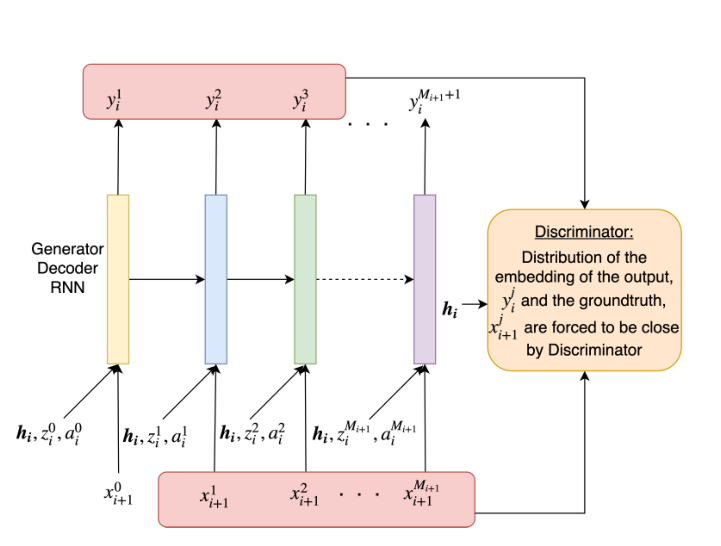 y_i^1 y_i^2 y_i^3 . . . y_i^{M_{i+1}+1}
Generator
Decoder
RNN
Discriminator:
Distribution of the
embedding of the output,
y_i^j and the groundtruth,
x_{i+1}^j are forced to be close
by Discriminator
h_i
h_i, z_i^0, a_i^0 h_i, z_i^1, a_i^1 h_i, z_i^2, a_i^2 h_i, z_i^{M_{i+1}}, a_i^{M_{i+1}}
x_{i+1}^0 x_{i+1}^1 x_{i+1}^2 . . . x_{i+1}^{M_{i+1}}